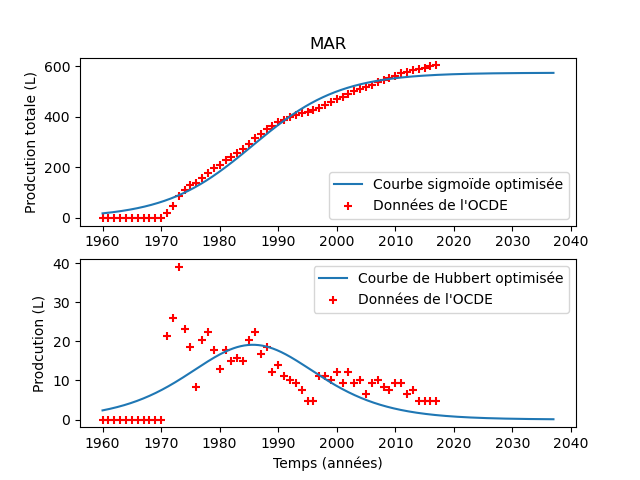 MAR
Prodcution totale (L)
600
400
200
0
Courbe sigmoïde optimisée
Données de l'OCDE
1960 1970 1980 1990 2000 2010 2020 2030 2040
Prodcution (L)
40
30
20
10
0
Courbe de Hubbert optimisée
Données de l'OCDE
1960 1970 1980 1990 2000 2010 2020 2030 2040
Temps (années)